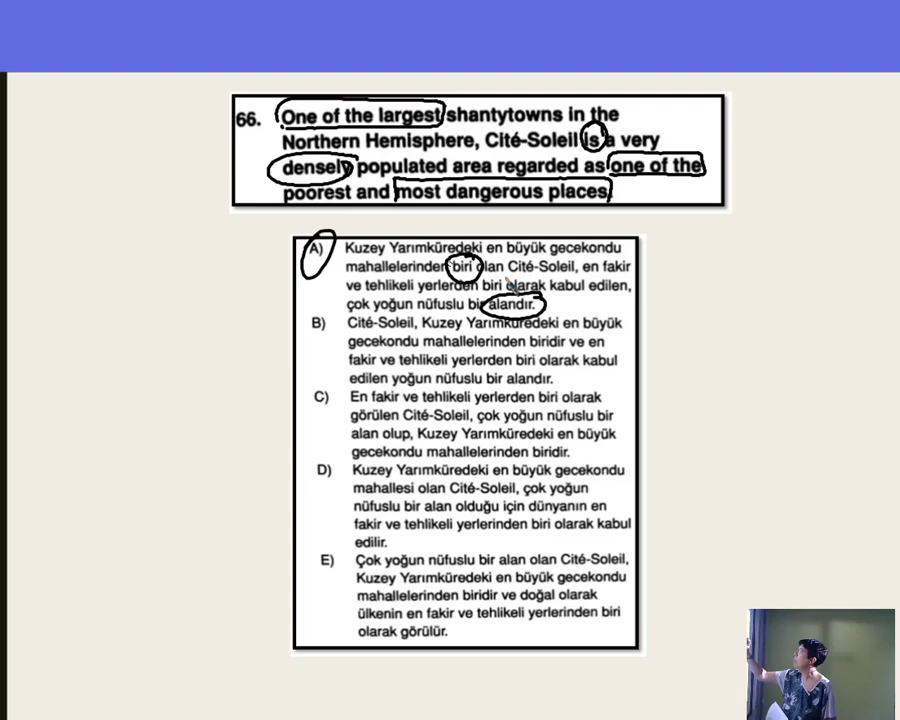 66. One of the largest shantytowns in the
Northern Hemisphere, Cité-Soleil is a very
densely populated area regarded as one of the
poorest and most dangerous places.
A) Kuzey Yarımküredeki en büyük gecekondu
mahallelerinden biri olan Cité-Soleil, en fakir
ve tehlikeli yerlerden biri olarak kabul edilen,
çok yoğun nüfuslu bir alandır.
B) Cité-Soleil, Kuzey Yarımküredeki en büyük
gecekondu mahallelerinden biridir ve en
fakir ve tehlikeli yerlerden biri olarak kabul
edilen yoğun nüfuslu bir alandır.
C) En fakir ve tehlikeli yerlerden biri olarak
görülen Cité-Soleil, çok yoğun nüfuslu bir
alan olup, Kuzey Yarımküredeki en büyük
gecekondu mahallelerinden biridir.
D) Kuzey Yarımküredeki en büyük gecekondu
mahallesi olan Cité-Soleil, çok yoğun
nüfuslu bir alan olduğu için dünyanın en
fakir ve tehlikeli yerlerinden biri olarak kabul
edilir.
E) Çok yoğun nüfuslu bir alan olan Cité-Soleil,
Kuzey Yarımküredeki en büyük gecekondu
mahallelerinden biridir ve doğal olarak
ülkenin en fakir ve tehlikeli yerlerinden biri
olarak görülür.